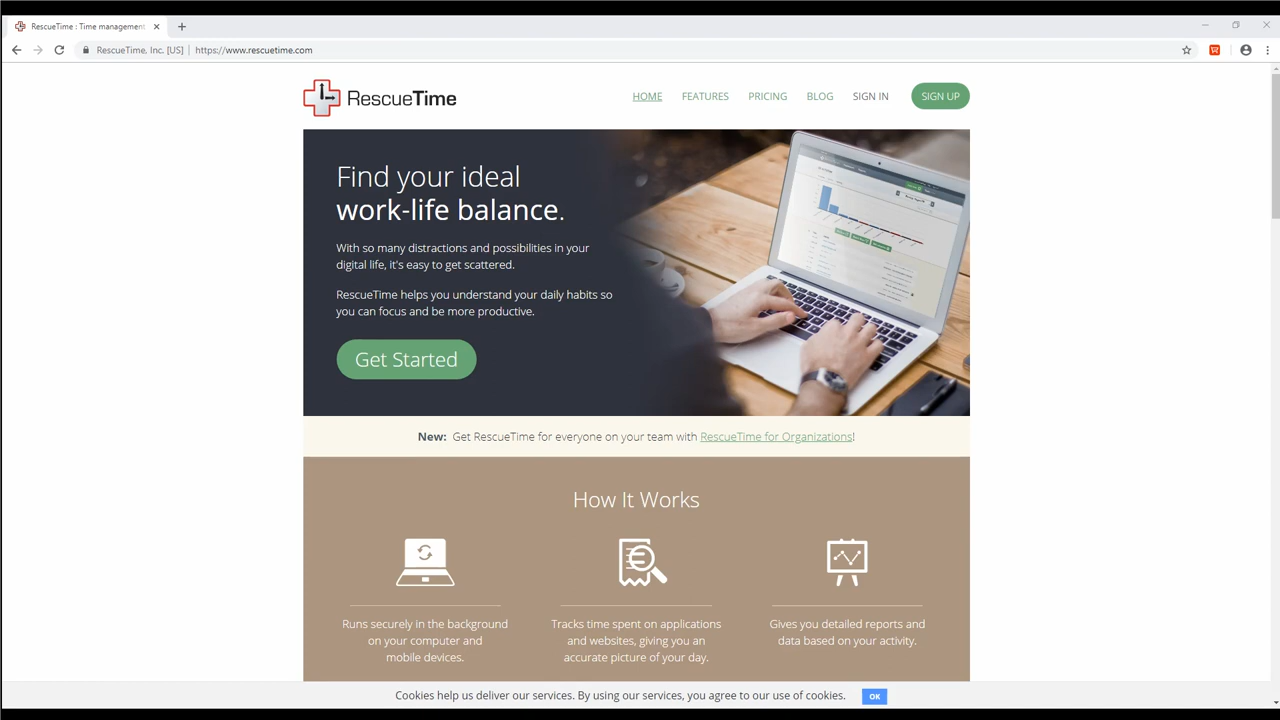 RescueTime : Time management
RescueTime, Inc. [US] | https://www.rescuetime.com
RescueTime
HOME FEATURES PRICING BLOG SIGN IN SIGN UP
Find your ideal
work-life balance.
With so many distractions and possibilities in your
digital life, it's easy to get scattered.
RescueTime helps you understand your daily habits so
you can focus and be more productive.
Get Started
New: Get RescueTime for everyone on your team with RescueTime for Organizations!
How It Works
Runs securely in the background
on your computer and
mobile devices.
Tracks time spent on applications
and websites, giving you an
accurate picture of your day.
Gives you detailed reports and
data based on your activity.
Cookies help us deliver our services. By using our services, you agree to our use of cookies. OK